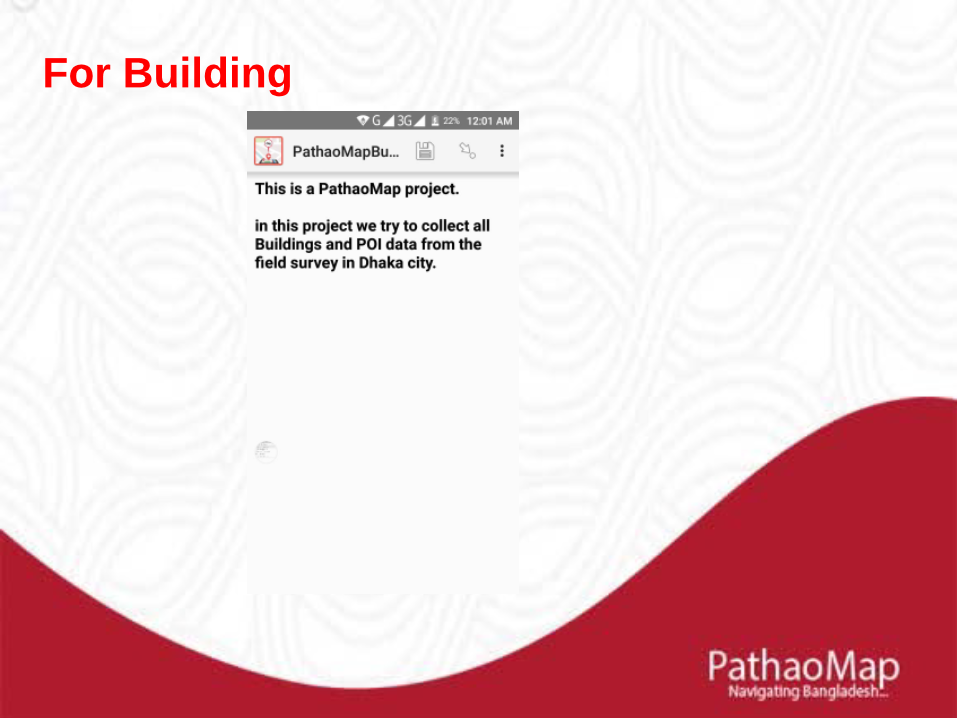 For Building
G 3G 22% 12:01 AM
PathaoMapBu...
This is a PathaoMap project.
in this project we try to collect all
Buildings and POI data from the
field survey in Dhaka city.
PathaoMap
Navigating Bangladesh...